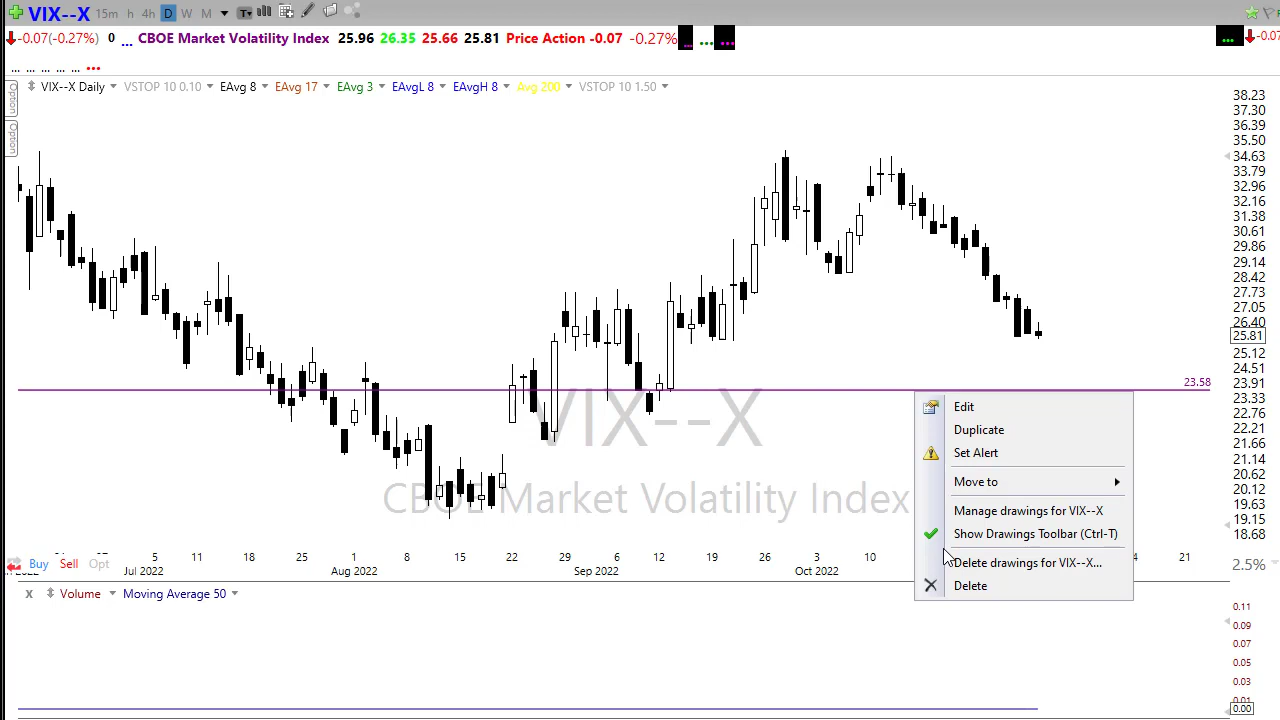 VIX--X 15m h 4h D W M T
-0.07(-0.27%) 0 ... CBOE Market Volatility Index 25.96 26.35 25.66 25.81 Price Action -0.07 -0.27% ... ... ... ... -0.07
... ... ... ... ... ...
Option
Option
VIX--X Daily VSTOP 10 0.10 EAvg 8 EAvg 17 EAvg 3 EAvgL 8 EAvgH 8 Avg 200 VSTOP 10 1.50
38.23
37.30
36.39
35.50
34.63
33.79
32.96
32.16
31.38
30.61
29.86
29.14
28.42
27.73
27.05
26.40
25.81
25.12
24.51
23.58
23.91
23.33
22.76
22.21
21.66
21.14
20.62
20.12
19.63
19.15
18.68
VIX--X
CBOE Market Volatility Index
Edit
Duplicate
Set Alert
Move to
Manage drawings for VIX--X
Show Drawings Toolbar (Ctrl-T)
Delete drawings for VIX--X...
Delete
5 11 18 25 1 8 15 22 29 6 12 19 26 3 10 21
Buy Sell Opt
2022 Jul 2022 Aug 2022 Sep 2022 Oct 2022
2.5%
x Volume Moving Average 50
0.11
0.09
0.07
0.05
0.03
0.01
0.00